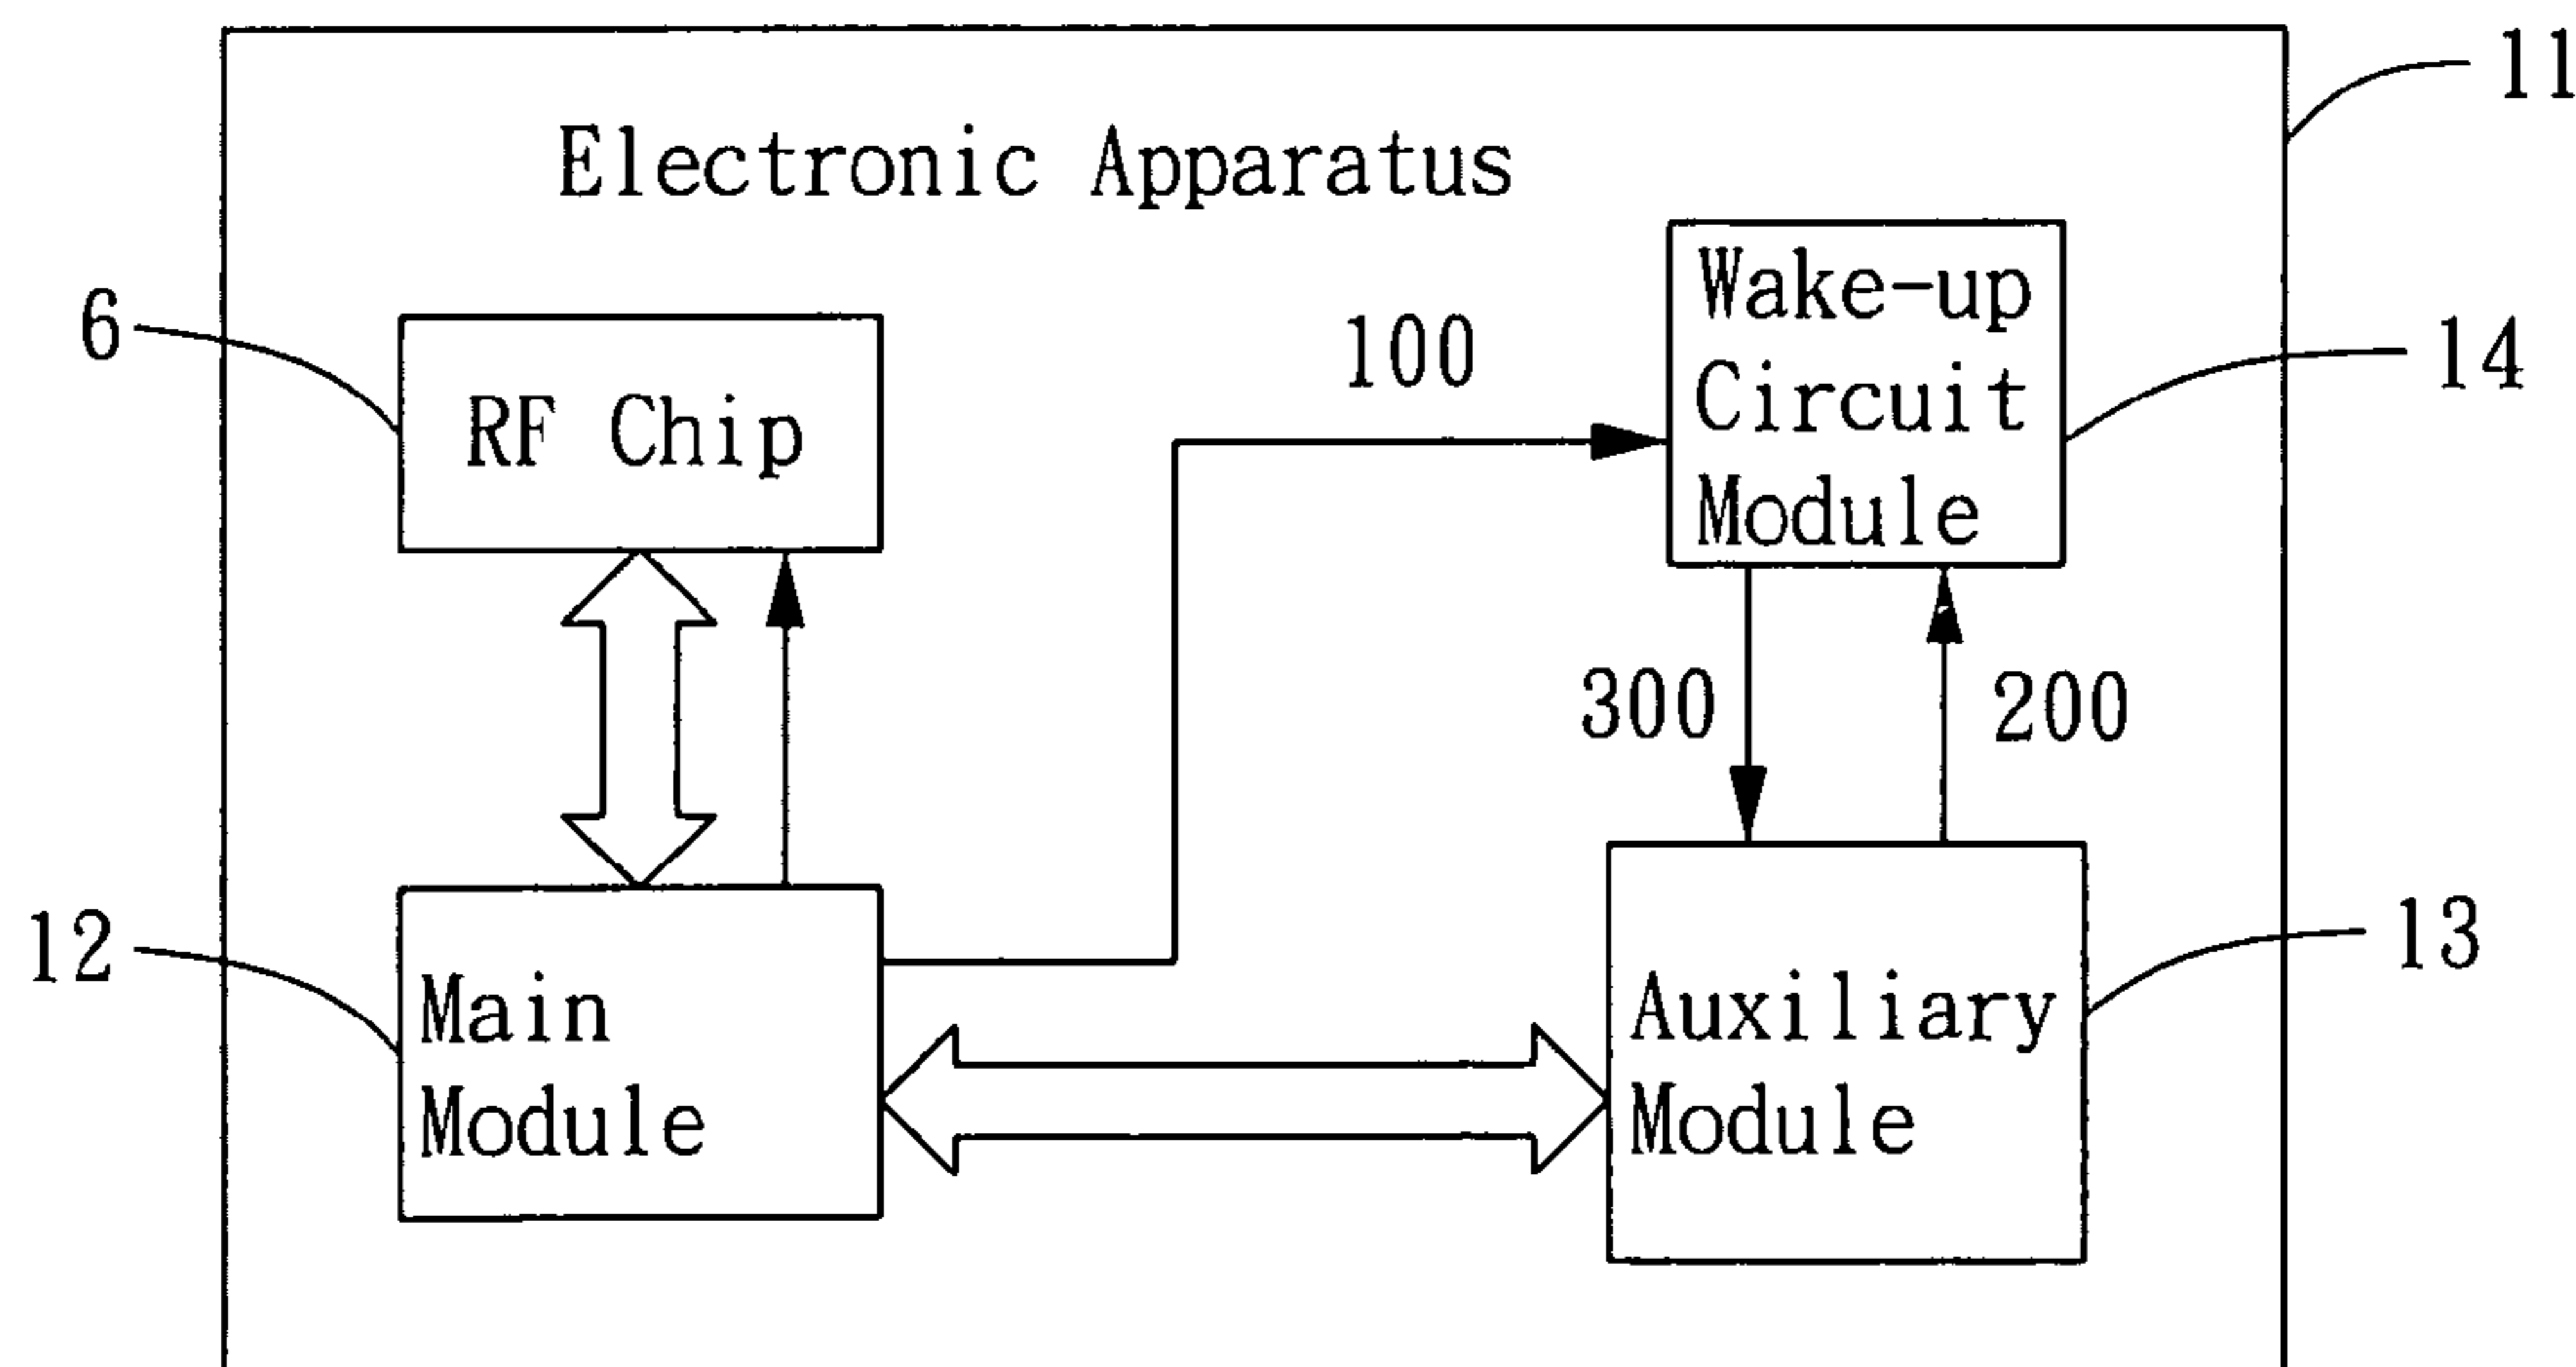 11
Electronic Apparatus
6
RF Chip
100
Wake-up
Circuit
Module
14
300
200
12
Main
Module
Auxiliary
Module
13